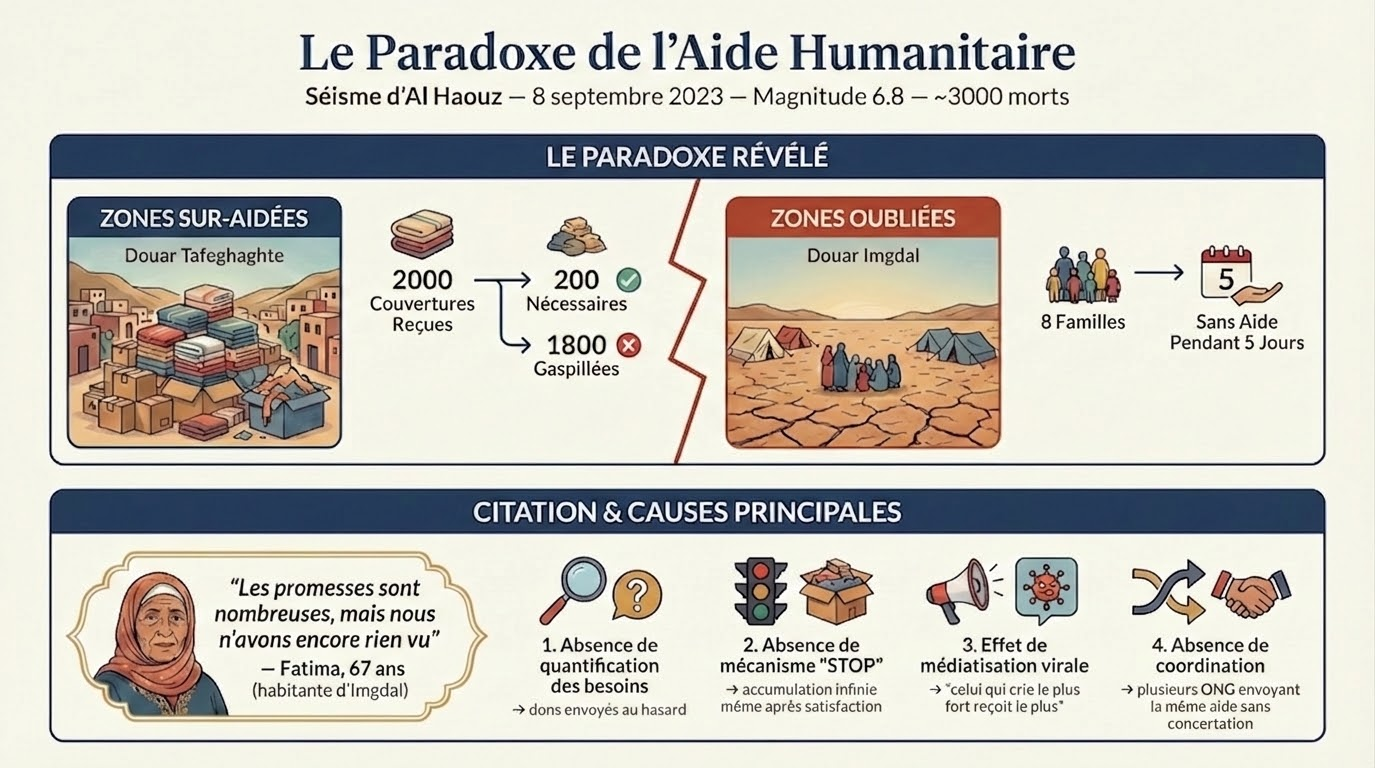 Le Paradoxe de l'Aide Humanitaire
Séisme d'Al Haouz — 8 septembre 2023 — Magnitude 6.8 — ~3000 morts
LE PARADOXE RÉVÉLÉ
ZONES SUR-AIDÉES
Douar Tafeghaghte
2000
Couvertures
Reçues
200
Nécessaires
1800
Gaspillées
ZONES OUBLIÉES
Douar Imgdal
8 Familles
5
Sans Aide
Pendant 5 Jours
CITATION & CAUSES PRINCIPALES
"Les promesses sont
nombreuses, mais nous
n'avons encore rien vu"
— Fatima, 67 ans
(habitante d'Imgdal)
?
1. Absence de
quantification
des besoins
→ dons envoyés au hasard
2. Absence de
mécanisme "STOP"
→ accumulation infinie
même après satisfaction
3. Effet de
médiatisation virale
→ "celui qui crie le plus
fort reçoit le plus"
4. Absence de
coordination
→ plusieurs ONG envoyant
la même aide sans
concertation